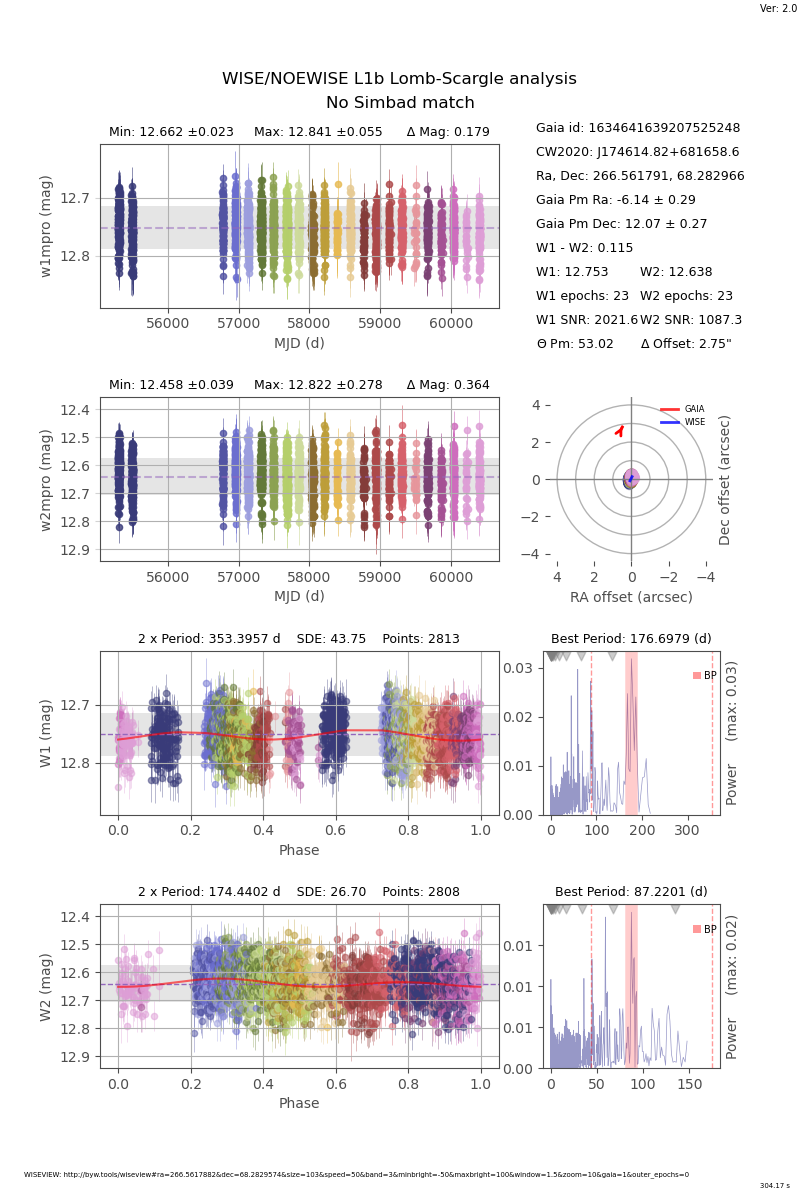 Ver: 2.0
WISE/NOEWISE L1b Lomb-Scargle analysis
No Simbad match
Min: 12.662 ±0.023 Max: 12.841 ±0.055 Δ Mag: 0.179
w1mpro (mag)
12.7
12.8
56000 57000 58000 59000 60000
MJD (d)
Gaia id: 1634641639207525248
CW2020: J174614.82+681658.6
Ra, Dec: 266.561791, 68.282966
Gaia Pm Ra: -6.14 ± 0.29
Gaia Pm Dec: 12.07 ± 0.27
W1 - W2: 0.115
W1: 12.753 W2: 12.638
W1 epochs: 23 W2 epochs: 23
W1 SNR: 2021.6 W2 SNR: 1087.3
Θ Pm: 53.02 Δ Offset: 2.75"
Min: 12.458 ±0.039 Max: 12.822 ±0.278 Δ Mag: 0.364
w2mpro (mag)
12.4
12.5
12.6
12.7
12.8
12.9
56000 57000 58000 59000 60000
MJD (d)
GAIA
WISE
4
2
0
−2
−4
4 2 0 −2 −4
RA offset (arcsec)
Dec offset (arcsec)
2 x Period: 353.3957 d SDE: 43.75 Points: 2813
W1 (mag)
12.7
12.8
0.0 0.2 0.4 0.6 0.8 1.0
Phase
Best Period: 176.6979 (d)
BP
0.03
0.02
0.01
0.00
0 100 200 300
Power (max: 0.03)
2 x Period: 174.4402 d SDE: 26.70 Points: 2808
W2 (mag)
12.4
12.5
12.6
12.7
12.8
12.9
0.0 0.2 0.4 0.6 0.8 1.0
Phase
Best Period: 87.2201 (d)
BP
0.01
0.01
0.01
0.00
0 50 100 150
Power (max: 0.02)
WISEVIEW: http://byw.tools/wiseview#ra=266.5617882&dec=68.2829574&size=103&speed=50&band=3&minbright=-50&maxbright=100&window=1.5&zoom=10&gaia=1&outer_epochs=0
304.17 s